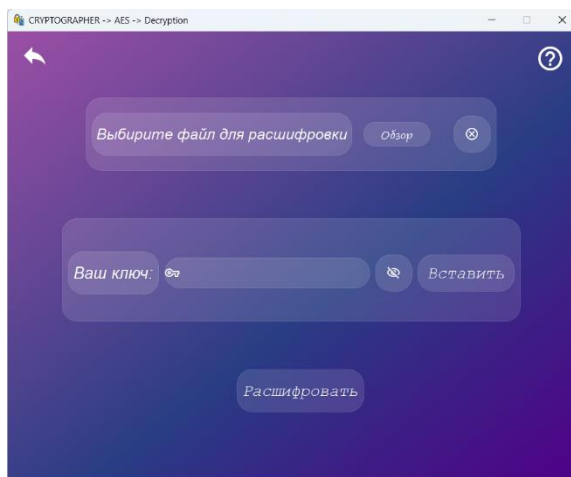 CRYPTOGRAPHER -> AES -> Decryption
Выбирите файл для расшифровки Обзор
Ваш ключ: Вставить
Расшифровать